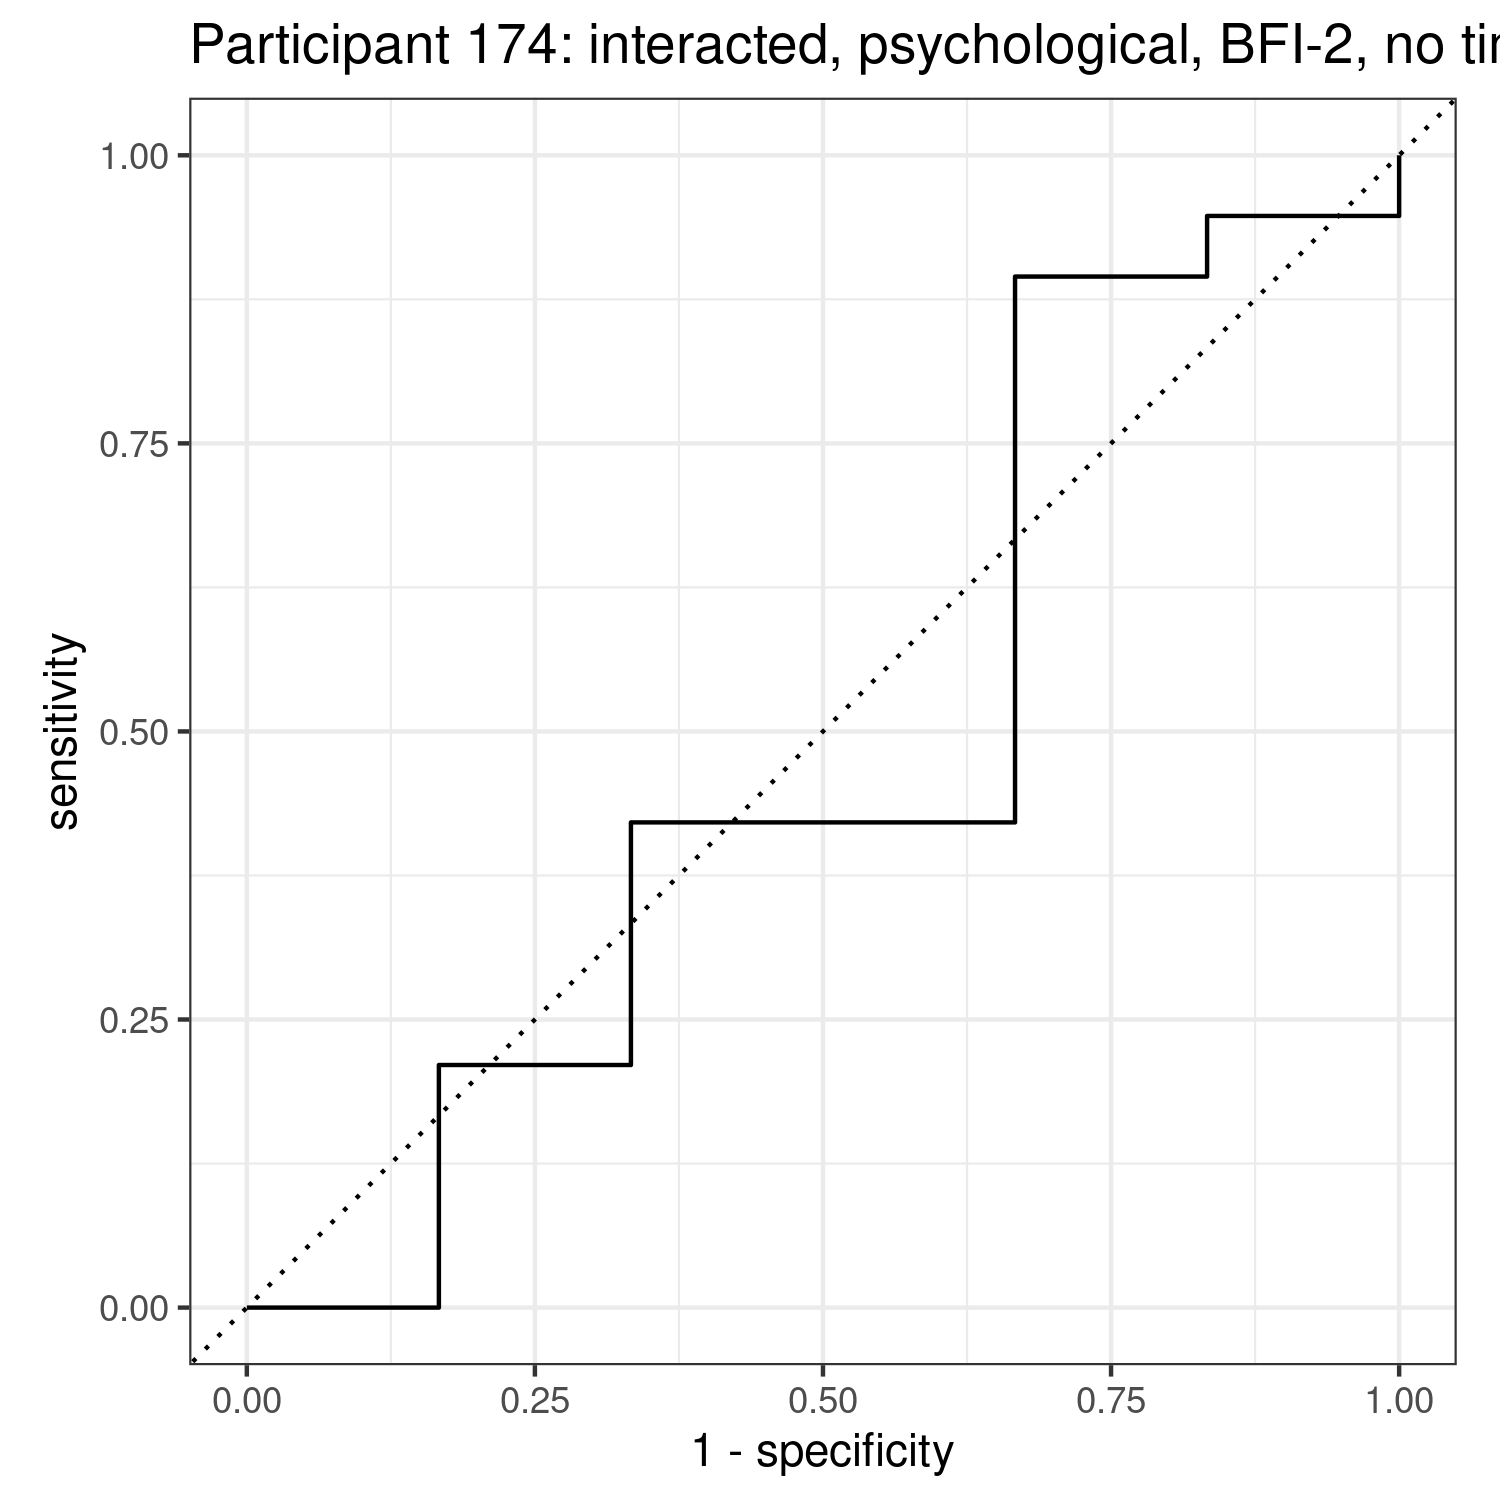 Participant 174: interacted, psychological, BFI-2, no
1.00
0.75
0.50
0.25
0.00
sensitivity
0.00 0.25 0.50 0.75 1.00
1 - specificity